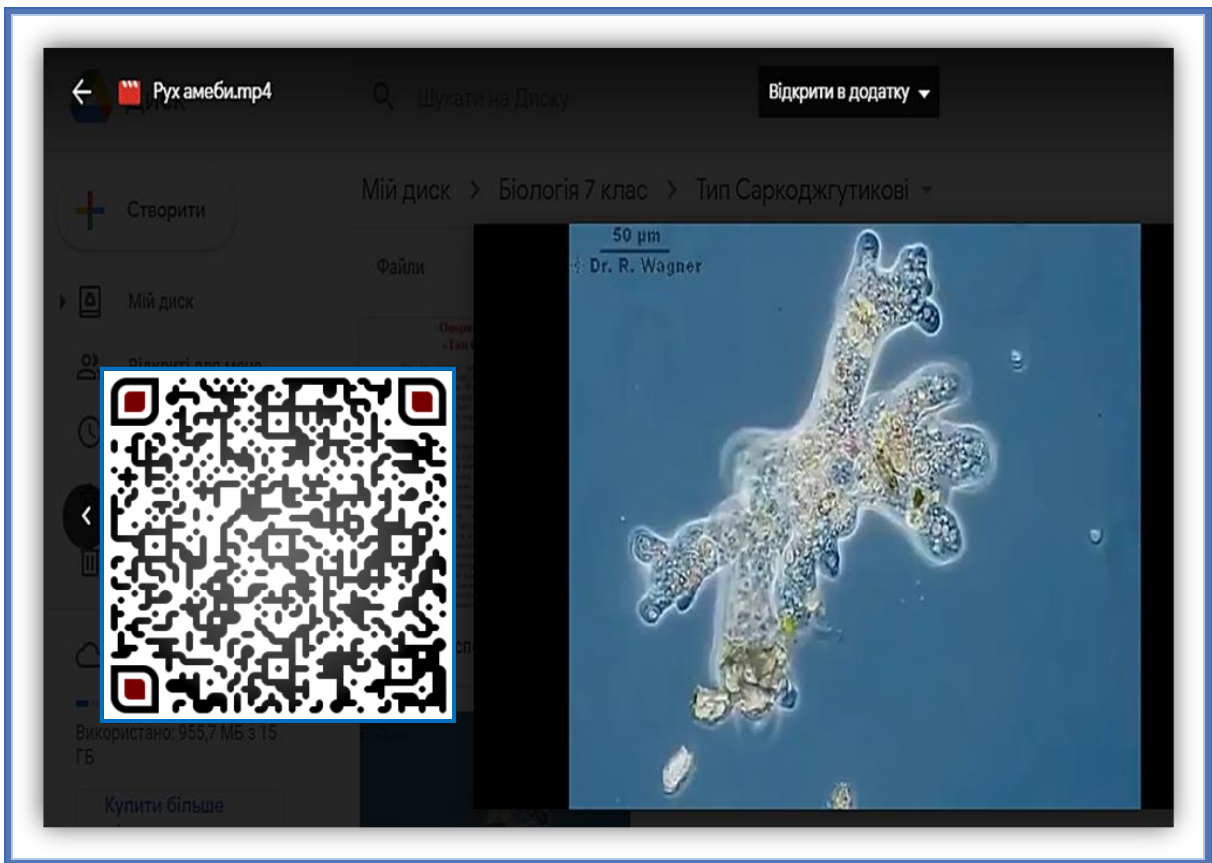 Рух амеби.mp4
Диск
Шукати на Диску
Відкрити в додатку
Створити
Мій диск > Біологія 7 клас > Тип Саркоджгутикові
Файли
50 µm
Dr. R. Wagner
Мій диск
Відкриті для мене
Використано: 955,7 МБ з 15
ГБ
Купити більше